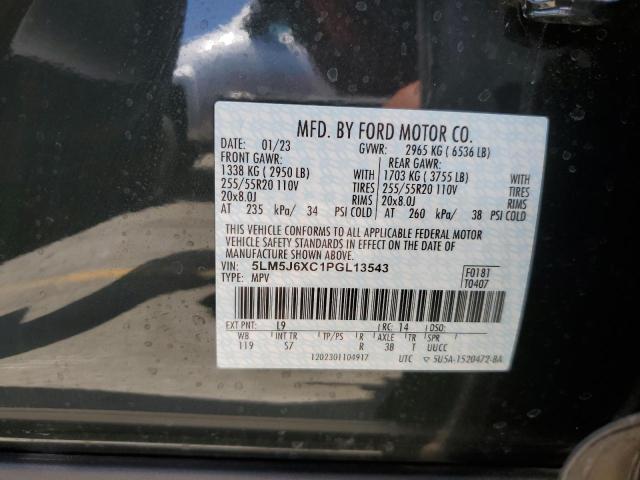 MFD. BY FORD MOTOR CO.
DATE: 01/23 GVWR: 2965 KG ( 6536 LB)
FRONT GAWR: REAR GAWR:
1338 KG ( 2950 LB) WITH 1703 KG ( 3755 LB) WITH
255/55R20 110V TIRES 255/55R20 110V TIRES
20x8.0J RIMS 20x8.0J RIMS
AT 235 kPa/ 34 PSI COLD AT 260 kPa/ 38 PSI COLD
THIS VEHICLE CONFORMS TO ALL APPLICABLE FEDERAL MOTOR
VEHICLE SAFETY STANDARDS IN EFFECT ON THE DATE OF
MANUFACTURE SHOWN ABOVE.
VIN: 5LM5J6XC1PGL13543 F0181
TYPE: MPV T0407
EXT PNT: L9 RC: 14 DSO:
WB INT TR TP/PS R AXLE TR SPR
119 S7 R 3B T UUCC
1202301104917 UTC ▽ 5U5A-1520472-BA